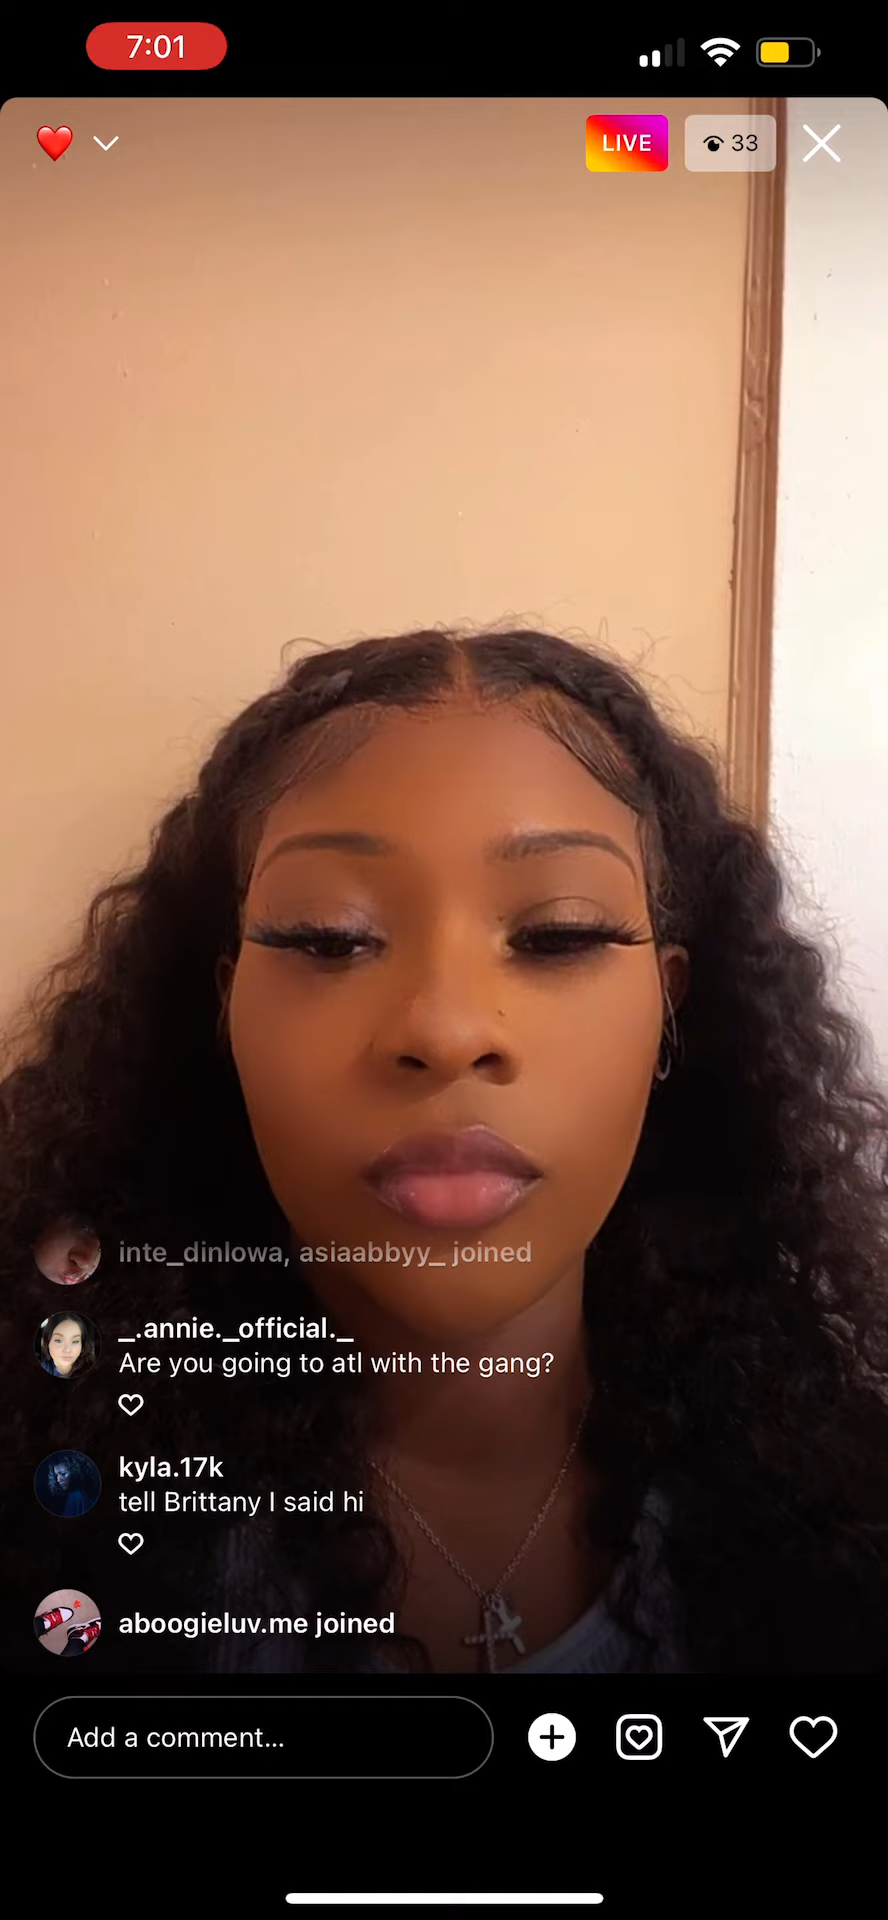 7:01
LIVE
33
inte_dinlowa, asiaabbyy_ joined
_.annie._official._
Are you going to atl with the gang?
kyla.17k
tell Brittany I said hi
aboogieluv.me joined
Add a comment...